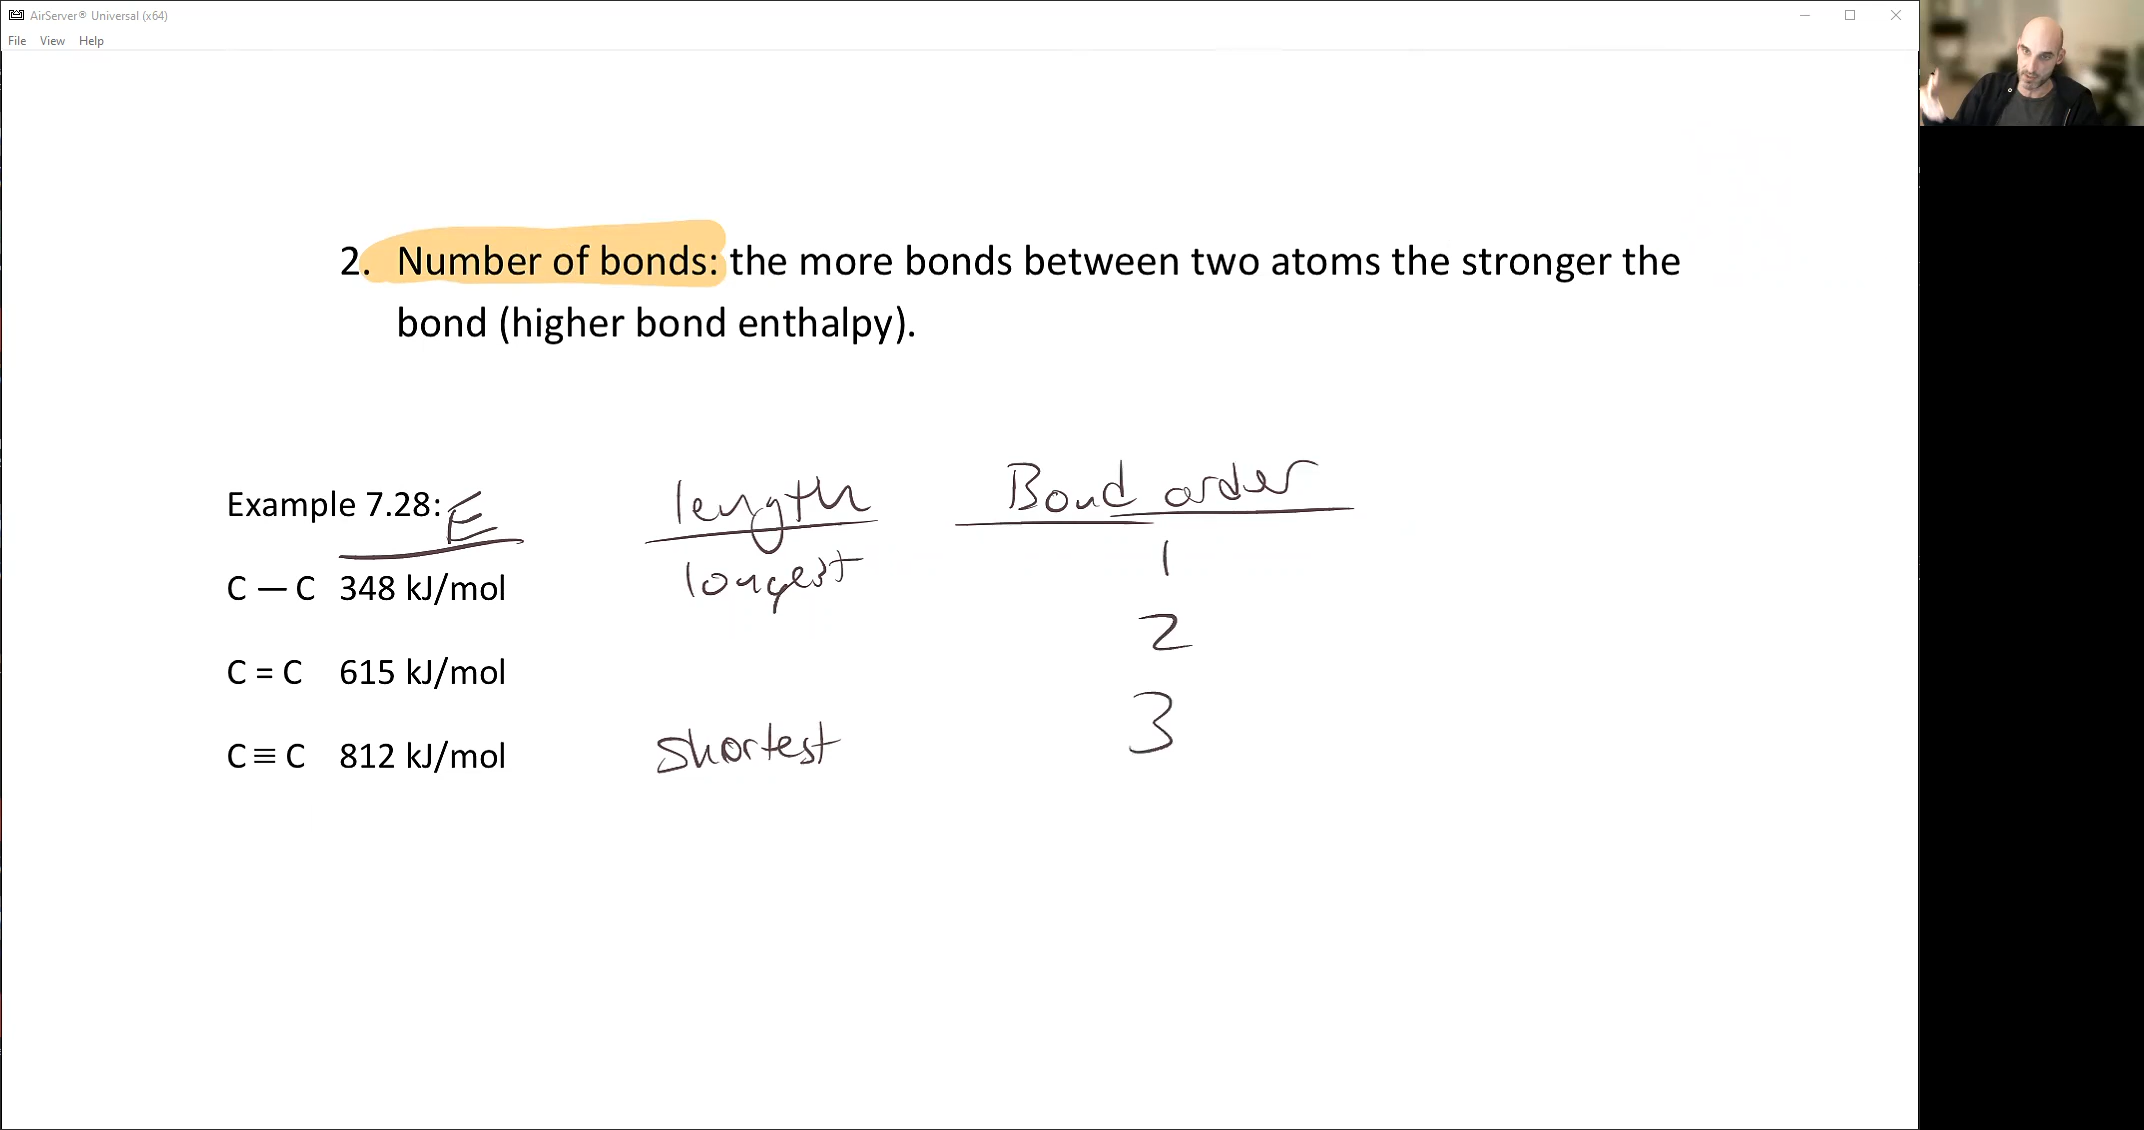 AirServer® Universal (x64)
File View Help
2. Number of bonds: the more bonds between two atoms the stronger the
bond (higher bond enthalpy).
Example 7.28: E length Bond order
C — C 348 kJ/mol longest 1
C = C 615 kJ/mol 2
C ≡ C 812 kJ/mol shortest 3